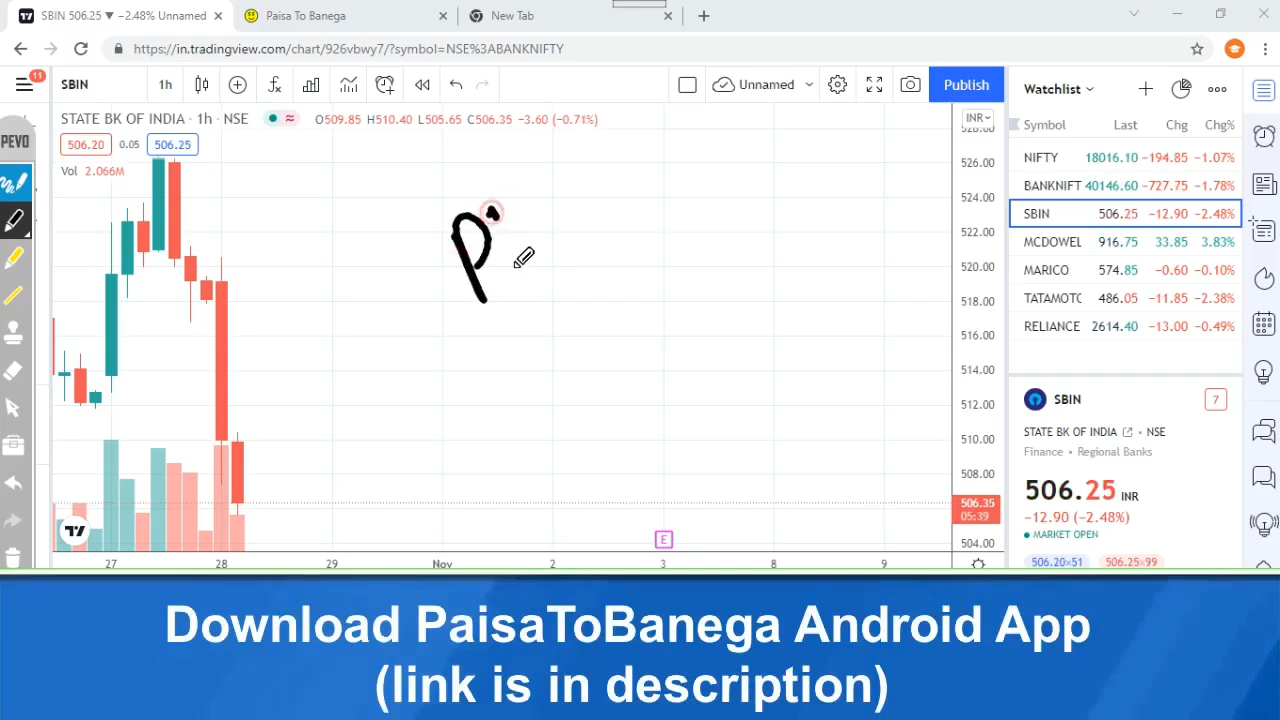 SBIN 506.25 ▼ −2.48% Unnamed
Paisa To Banega
New Tab
https://in.tradingview.com/chart/926vbwy7/?symbol=NSE%3ABANKNIFTY
11
SBIN
1h
Unnamed
Publish
Watchlist
STATE BK OF INDIA · 1h · NSE
O509.85 H510.40 L505.65 C506.35 −3.60 (−0.71%)
INR
506.20
0.05
506.25
Vol 2.066M
PEVO
P
528.00
526.00
524.00
522.00
520.00
518.00
516.00
514.00
512.00
510.00
508.00
506.35
05:39
504.00
E
27
28
29
Nov
2
3
8
9
Symbol Last Chg Chg%
NIFTY 18016.10 −194.85 −1.07%
BANKNIFT 40146.60 −727.75 −1.78%
SBIN 506.25 −12.90 −2.48%
MCDOWEL 916.75 33.85 3.83%
MARICO 574.85 −0.60 −0.10%
TATAMOTC 486.05 −11.85 −2.38%
RELIANCE 2614.40 −13.00 −0.49%
SBIN
7
STATE BK OF INDIA • NSE
Finance • Regional Banks
506.25 INR
−12.90 (−2.48%)
MARKET OPEN
506.20×51
506.25×99
Download PaisaToBanega Android App
(link is in description)